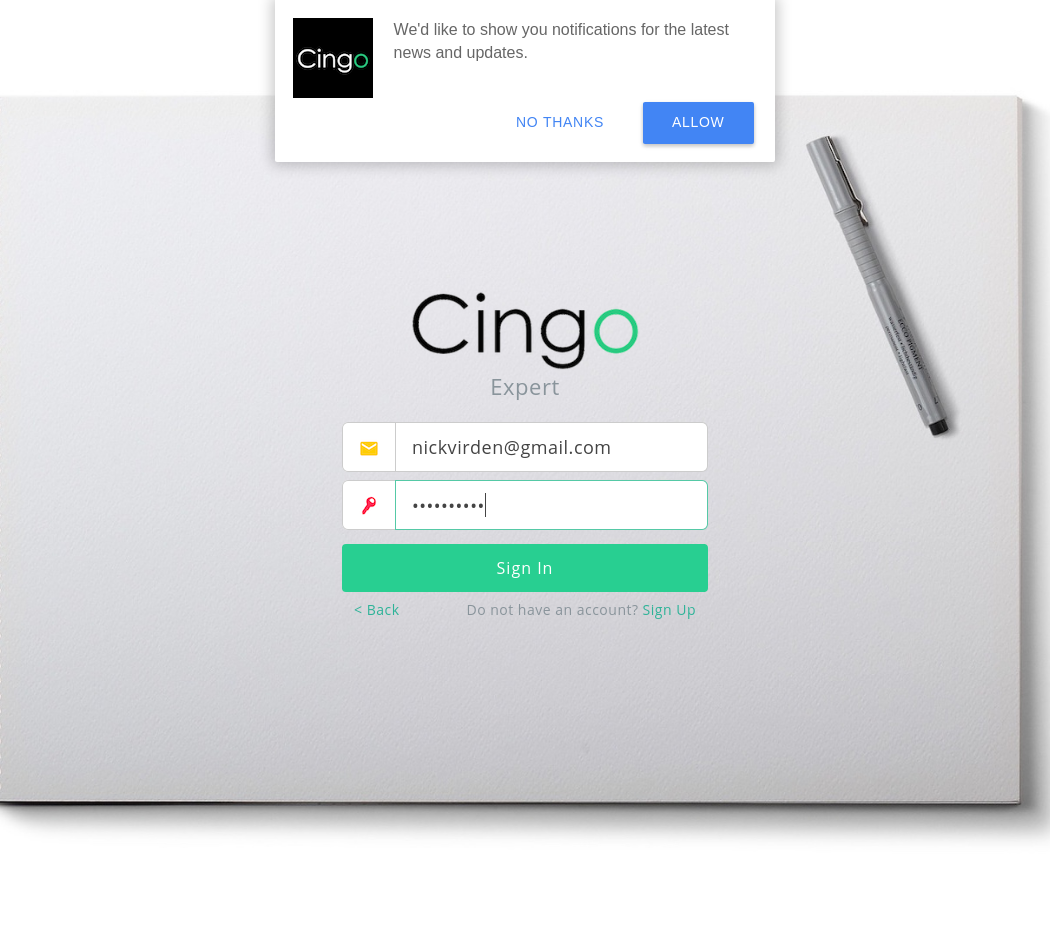 Cingo
We'd like to show you notifications for the latest
news and updates.
NO THANKS
ALLOW
Cingo
Expert
nickvirden@gmail.com
••••••••••
Sign In
< Back
Do not have an account? Sign Up